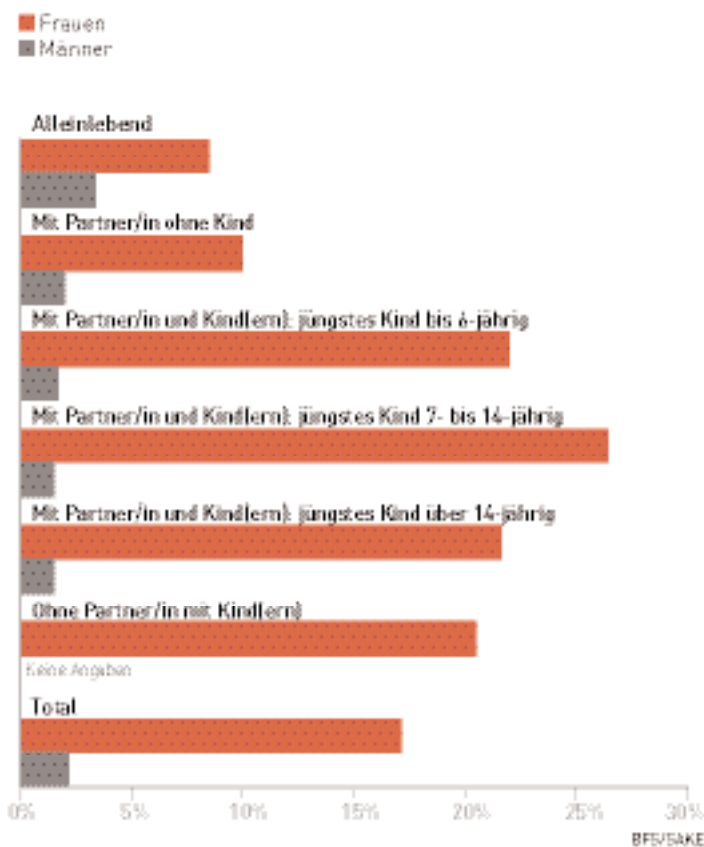 Frauen
Männer
Alleinlebend
Mit Partner/in ohne Kind
Mit Partner/in und Kind(ern): jüngstes Kind bis 6-jährig
Mit Partner/in und Kind(ern): jüngstes Kind 7- bis 14-jährig
Mit Partner/in und Kind(ern): jüngstes Kind über 14-jährig
Ohne Partner/in mit Kind(ern)
Keine Angaben
Total
0% 5% 10% 15% 20% 25% 30%
BFS/SAKE